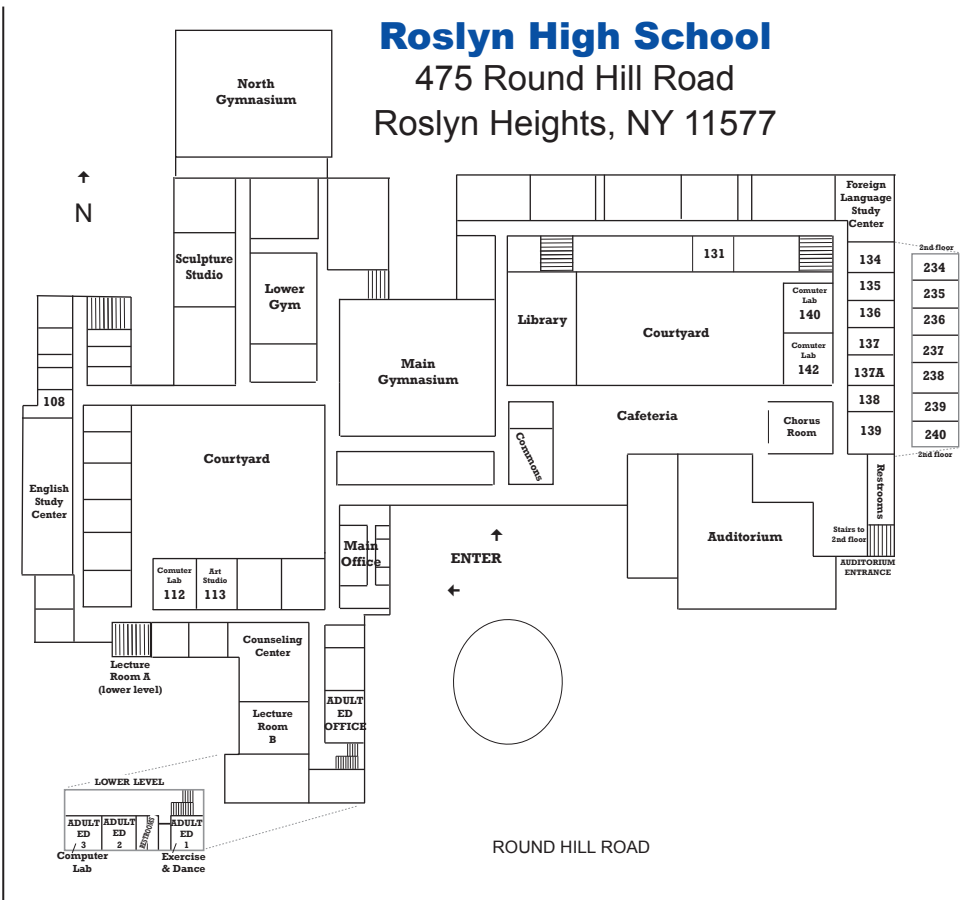 Roslyn High School
475 Round Hill Road
Roslyn Heights, NY 11577
North
Gymnasium
N
Foreign
Language
Study
Center
2nd floor
Sculpture
Studio
Lower
Gym
131
134
234
135
235
Comuter
Lab
140
136
236
Library
Courtyard
137
237
Comuter
Lab
142
Main
Gymnasium
137A
238
108
138
239
Cafeteria
Chorus
Room
139
240
2nd floor
Commons
Courtyard
English
Study
Center
Restrooms
Main
Office
ENTER
Auditorium
Stairs to
2nd floor
AUDITORIUM
ENTRANCE
Comuter
Lab
112
Art
Studio
113
Counseling
Center
Lecture
Room A
(lower level)
ADULT
ED
OFFICE
Lecture
Room
B
LOWER LEVEL
ADULT
ED
3
Computer
Lab
ADULT
ED
2
RESTROOMS
ADULT
ED
1
Exercise
& Dance
ROUND HILL ROAD